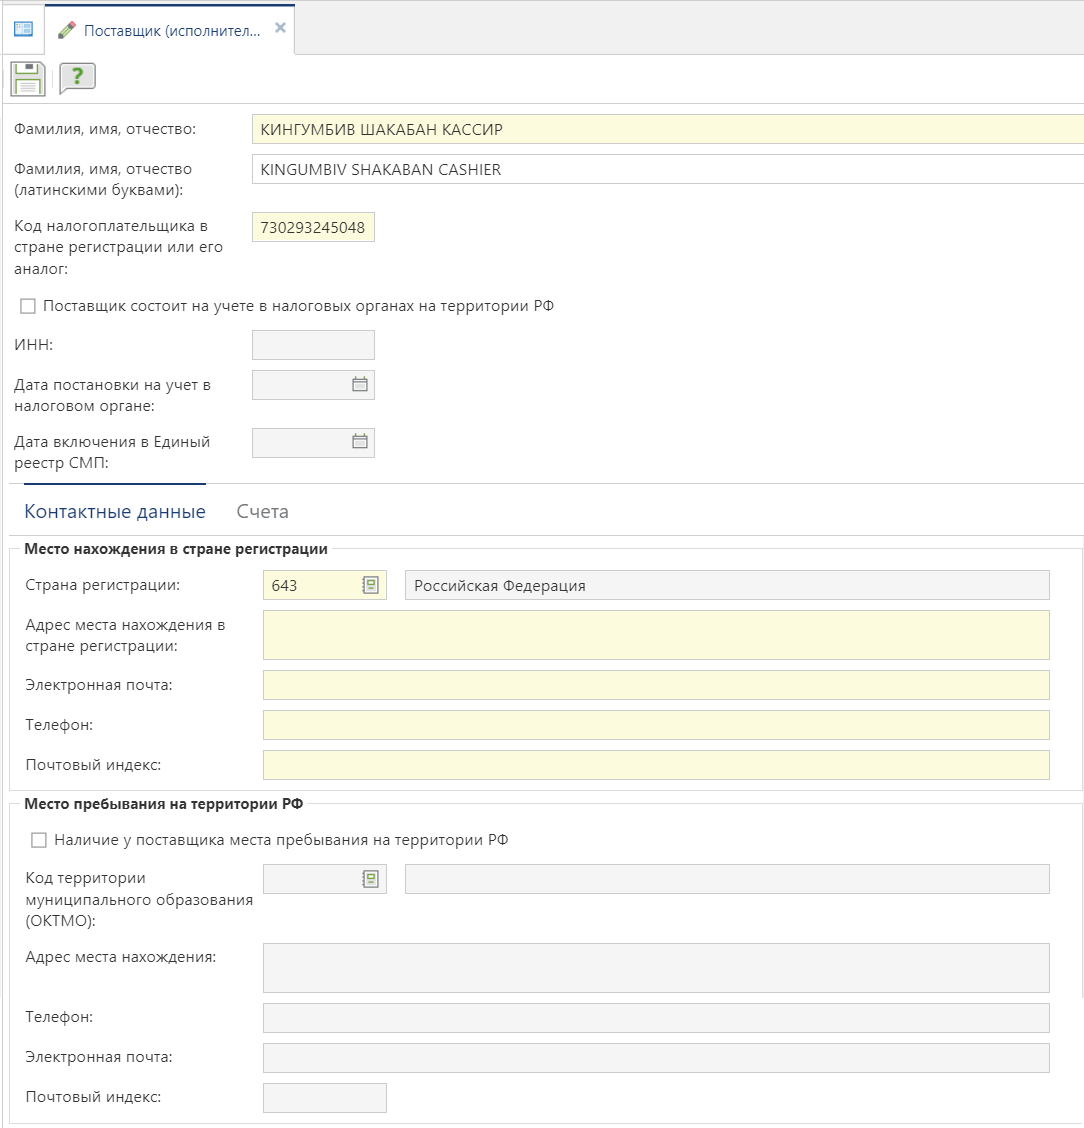 Поставщик (исполнител...
?
Фамилия, имя, отчество:
КИНГУМБИВ ШАКАБАН КАССИР
Фамилия, имя, отчество
(латинскими буквами):
KINGUMBIV SHAKABAN CASHIER
Код налогоплательщика в
стране регистрации или его
аналог:
730293245048
Поставщик состоит на учете в налоговых органах на территории РФ
ИНН:
Дата постановки на учет в
налоговом органе:
Дата включения в Единый
реестр СМП:
Контактные данные Счета
Место нахождения в стране регистрации
Страна регистрации: 643 Российская Федерация
Адрес места нахождения в
стране регистрации:
Электронная почта:
Телефон:
Почтовый индекс:
Место пребывания на территории РФ
Наличие у поставщика места пребывания на территории РФ
Код территории
муниципального образования
(ОКТМО):
Адрес места нахождения:
Телефон:
Электронная почта:
Почтовый индекс: